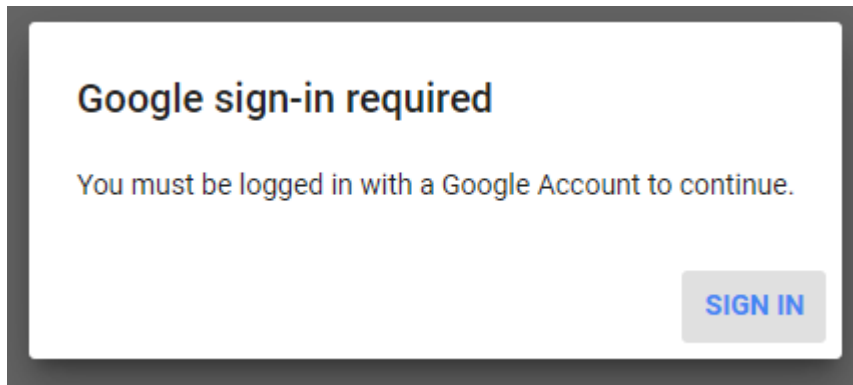 Google sign-in required
You must be logged in with a Google Account to continue.
SIGN IN